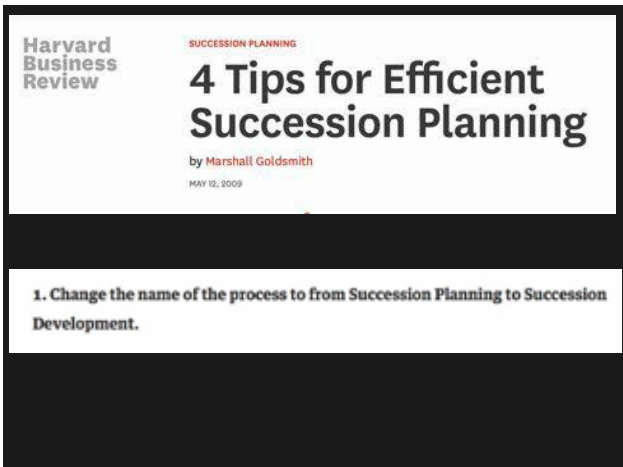 Harvard
Business
Review
SUCCESSION PLANNING
4 Tips for Efficient
Succession Planning
by Marshall Goldsmith
MAY 12, 2009
1. Change the name of the process to from Succession Planning to Succession
Development.